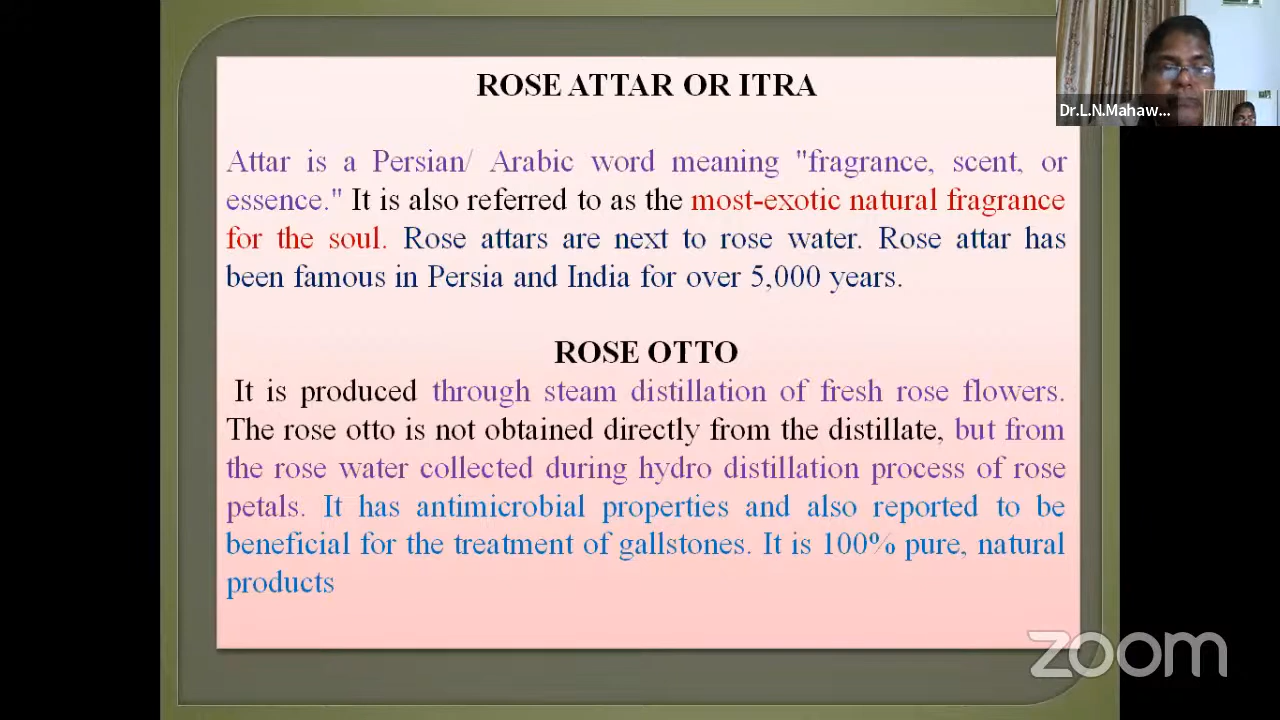 ROSE ATTAR OR ITRA
Dr.L.N.Mahaw...
Attar is a Persian/ Arabic word meaning "fragrance, scent, or
essence." It is also referred to as the most-exotic natural fragrance
for the soul. Rose attars are next to rose water. Rose attar has
been famous in Persia and India for over 5,000 years.
ROSE OTTO
It is produced through steam distillation of fresh rose flowers.
The rose otto is not obtained directly from the distillate, but from
the rose water collected during hydro distillation process of rose
petals. It has antimicrobial properties and also reported to be
beneficial for the treatment of gallstones. It is 100% pure, natural
products
zoom